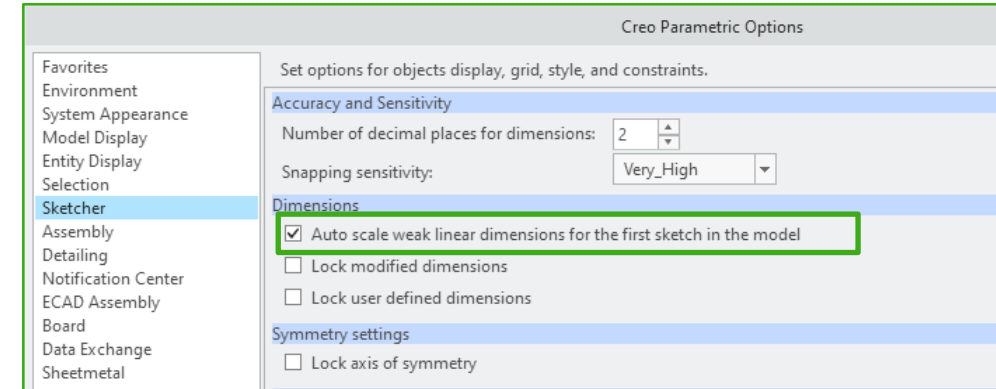 Creo Parametric Options
Favorites
Environment
System Appearance
Model Display
Entity Display
Selection
Sketcher
Assembly
Detailing
Notification Center
ECAD Assembly
Board
Data Exchange
Sheetmetal
Set options for objects display, grid, style, and constraints.
Accuracy and Sensitivity
Number of decimal places for dimensions: 2
Snapping sensitivity: Very_High
Dimensions
Auto scale weak linear dimensions for the first sketch in the model
Lock modified dimensions
Lock user defined dimensions
Symmetry settings
Lock axis of symmetry